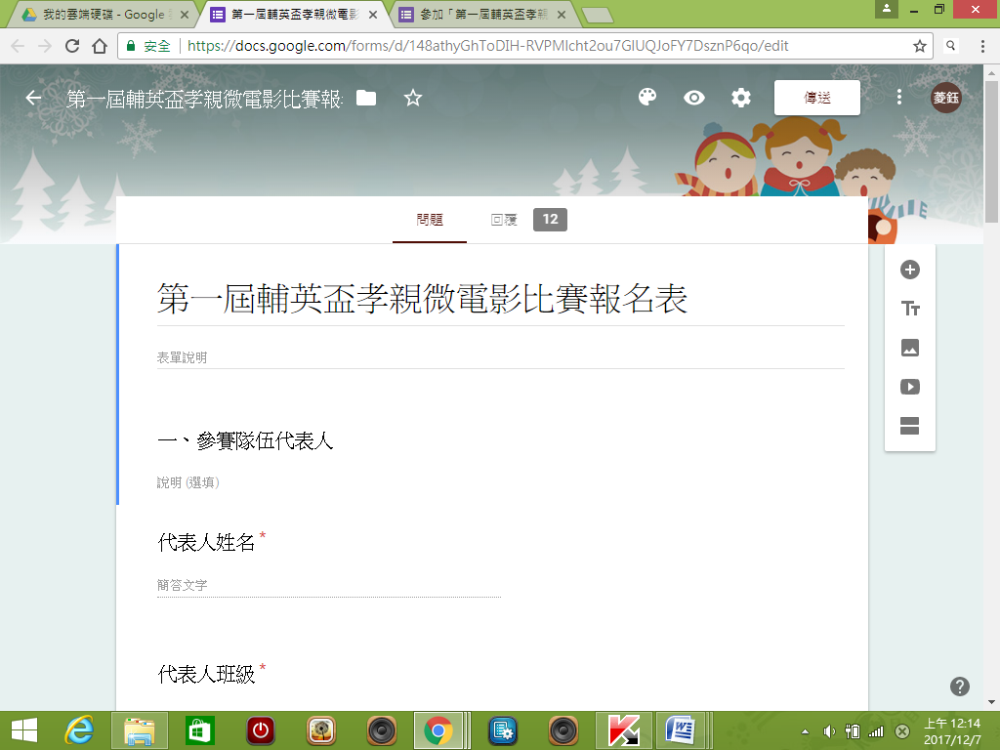 我的雲端硬碟 - Google
第一屆輔英盃孝親微電影
參加「第一屆輔英盃孝親
安全
https://docs.google.com/forms/d/148athyGhToDIH-RVPMIcht2ou7GlUQJoFY7DsznP6qo/edit
第一屆輔英盃孝親微電影比賽報
傳送
菱鈺
問題
回覆
12
第一屆輔英盃孝親微電影比賽報名表
表單說明
一、參賽隊伍代表人
說明 (選填)
代表人姓名 *
簡答文字
代表人班級 *
上午 12:14
2017/12/7